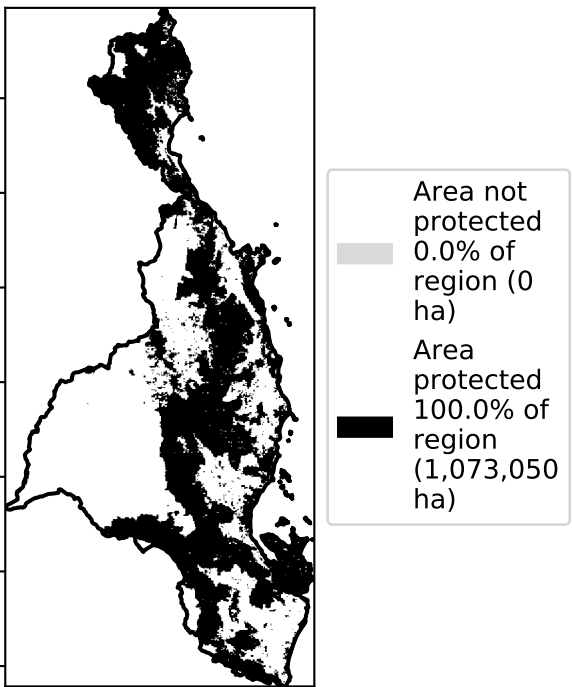 Area not
protected
0.0% of
region (0
ha)
Area
protected
100.0% of
region
(1,073,050
ha)